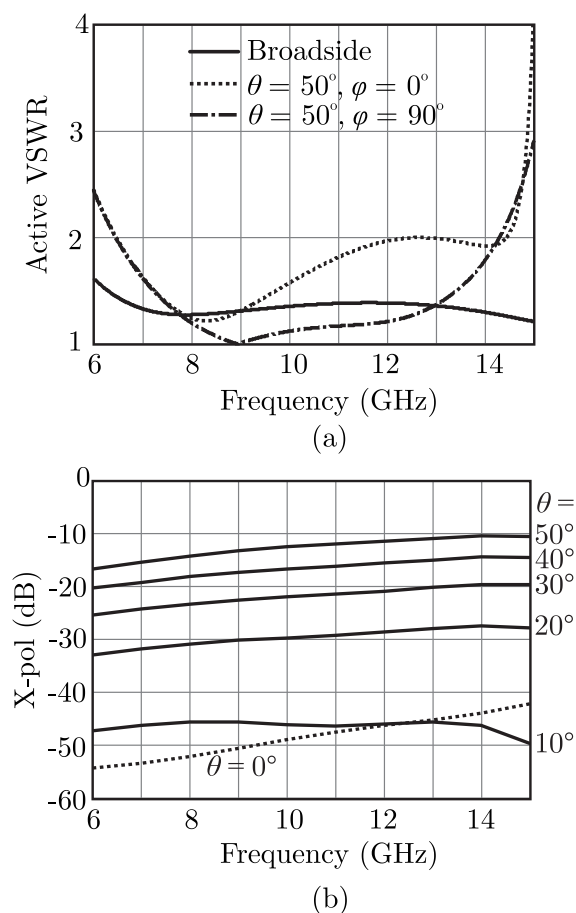 4
3
2
1
Active VSWR
Broadside
θ = 50°, φ = 0°
θ = 50°, φ = 90°
6 8 10 12 14
Frequency (GHz)
(a)
0
-10
-20
-30
-40
-50
-60
X-pol (dB)
θ =
50°
40°
30°
20°
10°
θ = 0°
6 8 10 12 14
Frequency (GHz)
(b)